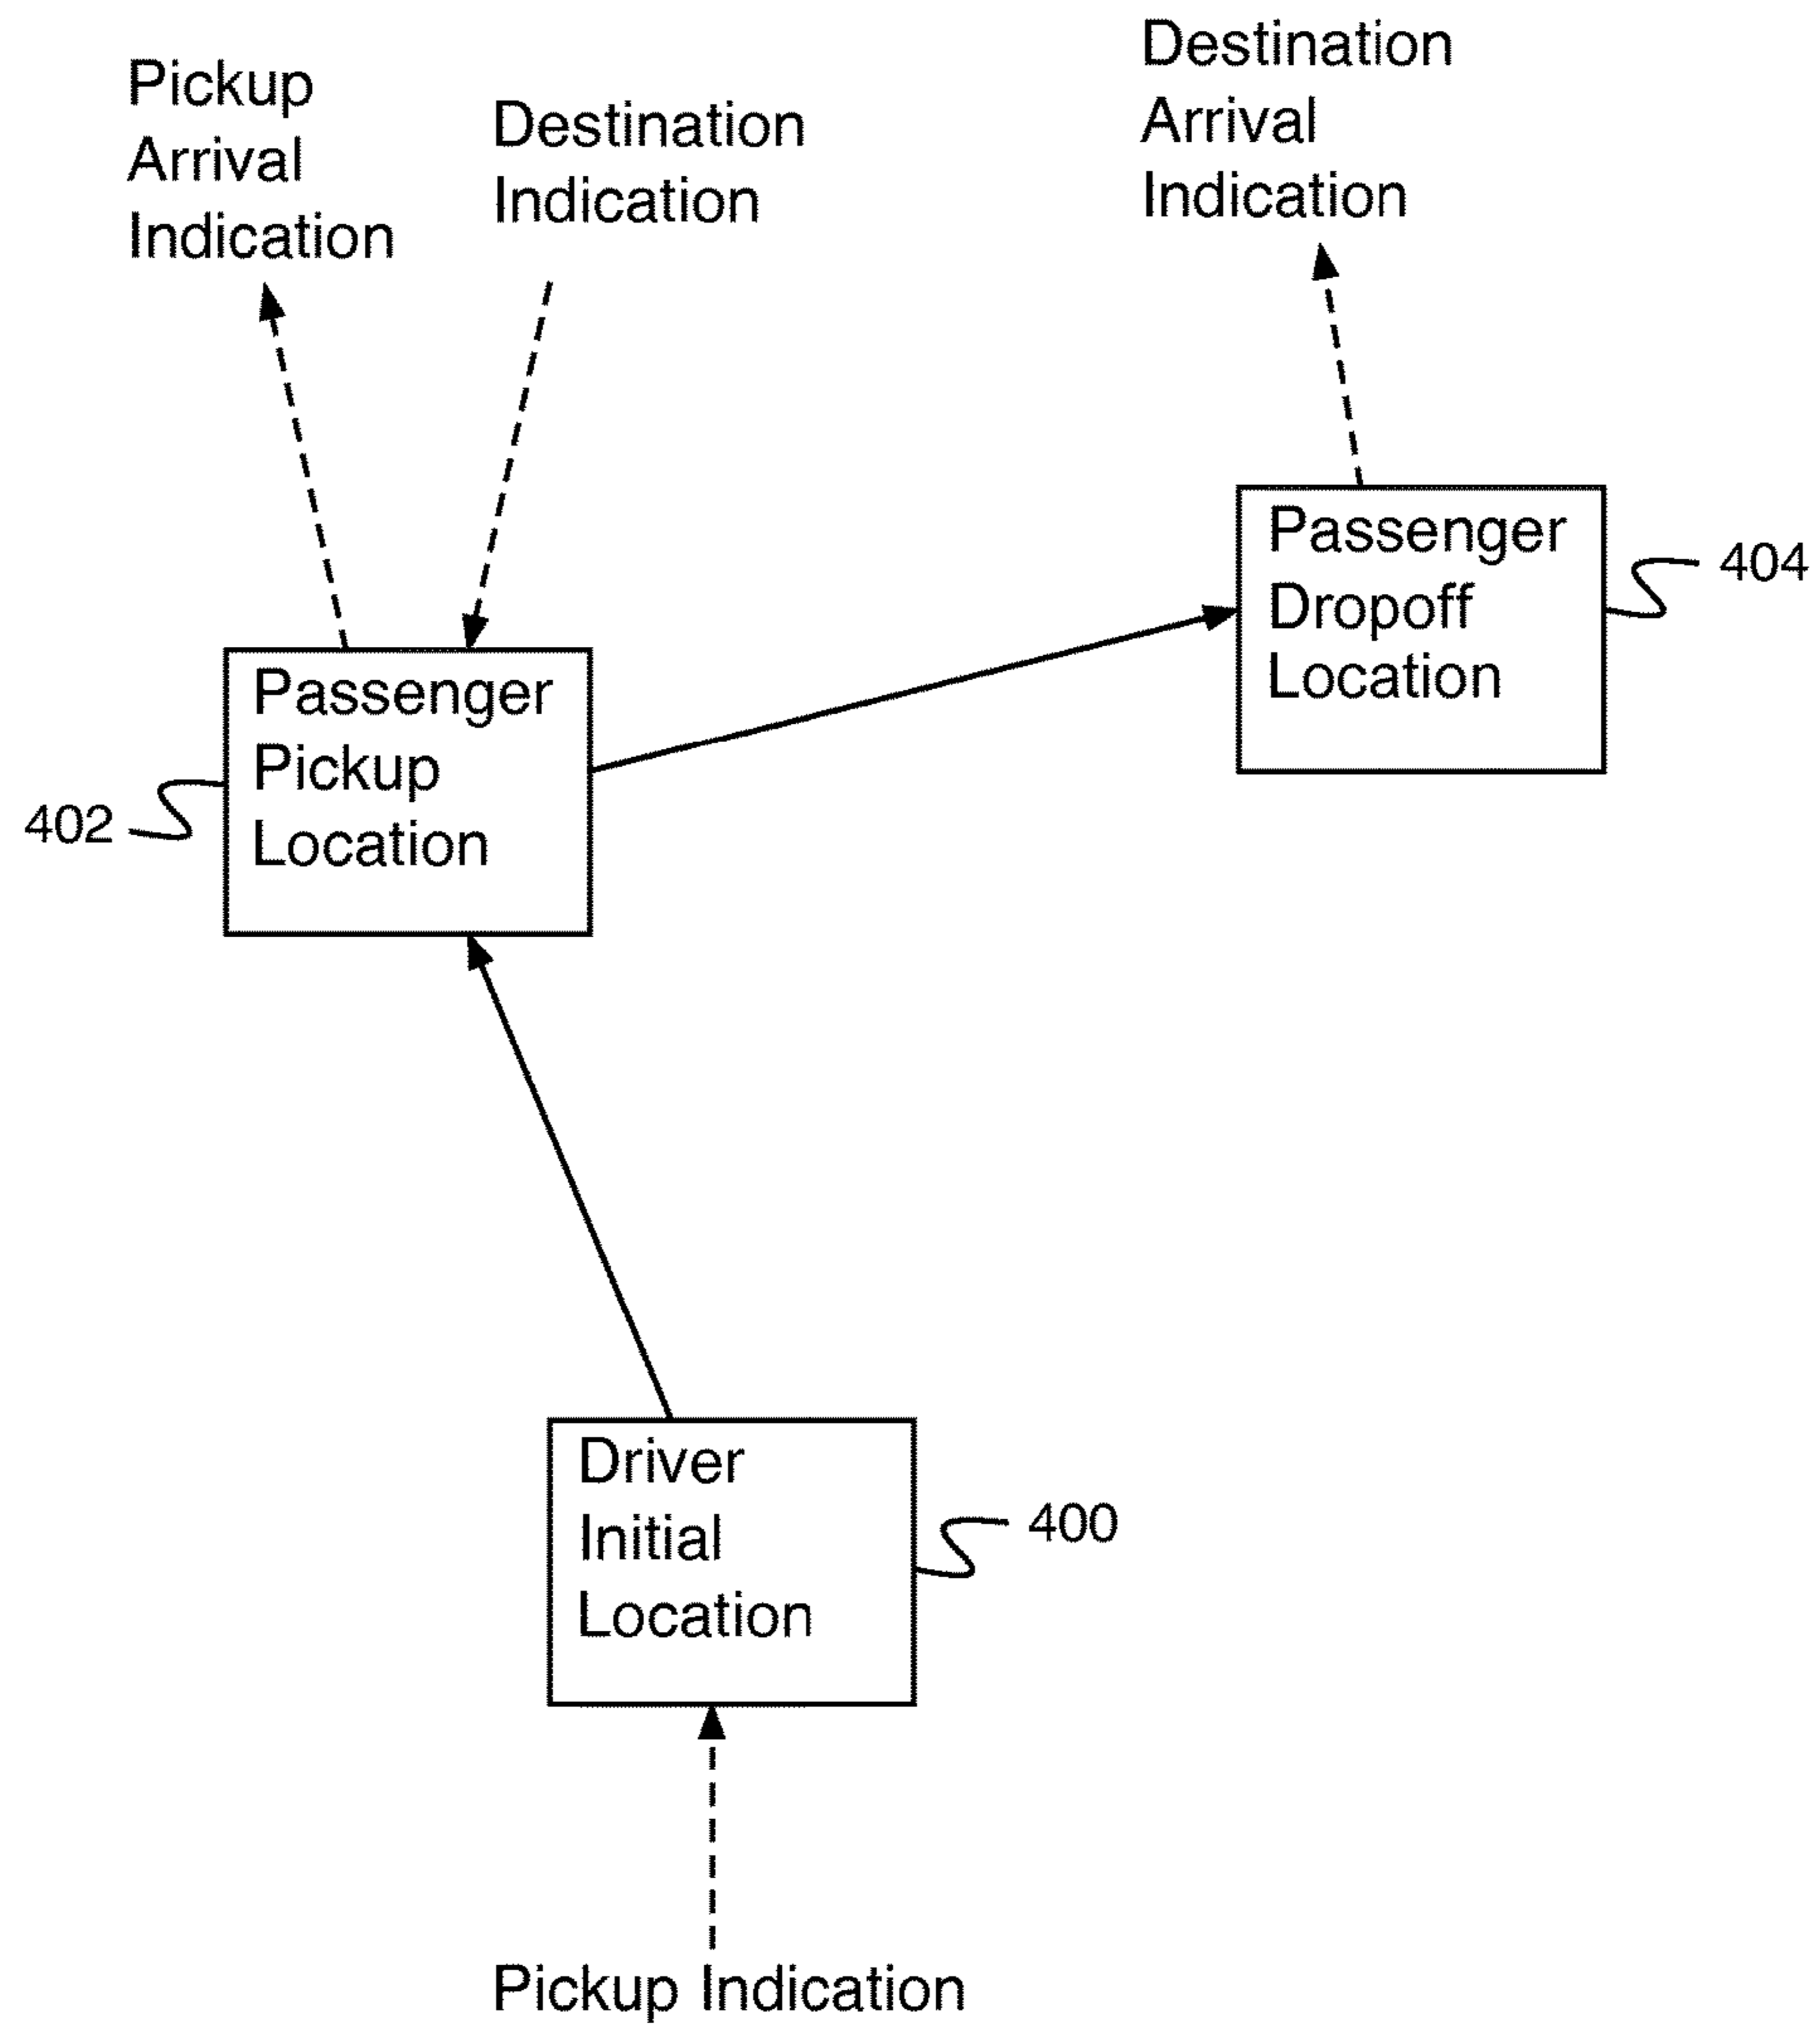 Pickup
Arrival
Indication
Destination
Indication
Destination
Arrival
Indication
Passenger
Dropoff
Location
404
Passenger
Pickup
Location
402
Driver
Initial
Location
400
Pickup Indication